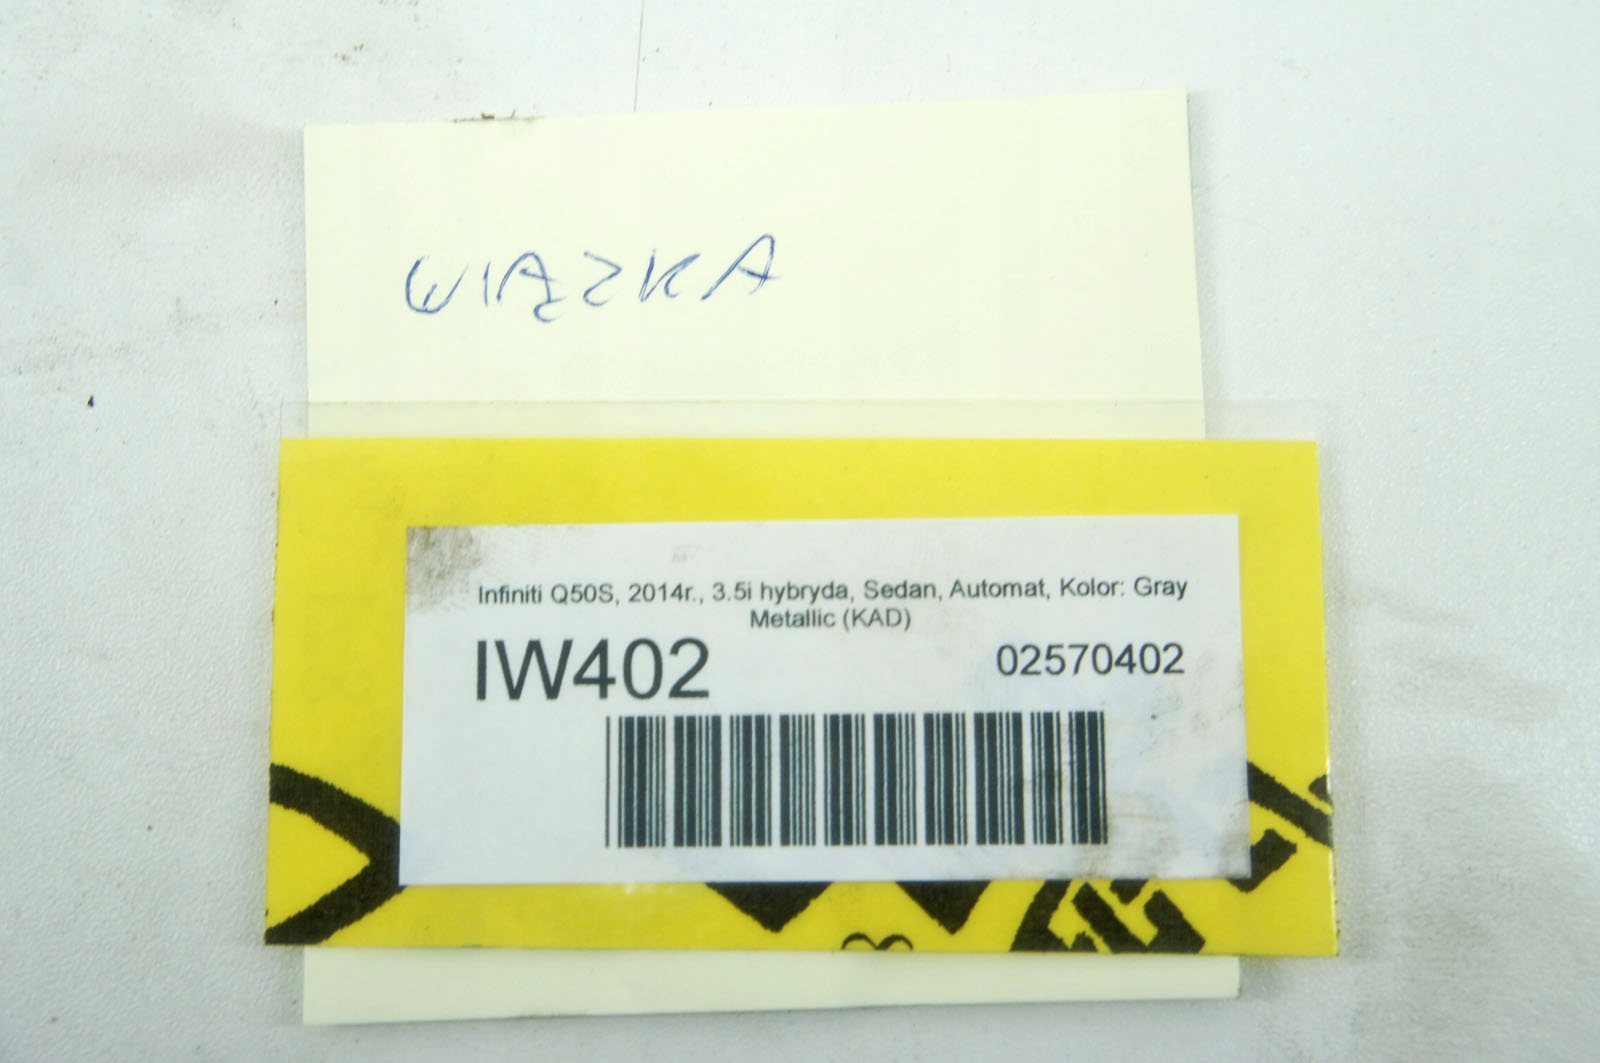 WIĄZKA
Infiniti Q50S, 2014r., 3.5i hybryda, Sedan, Automat, Kolor: Gray
Metallic (KAD)
IW402
02570402